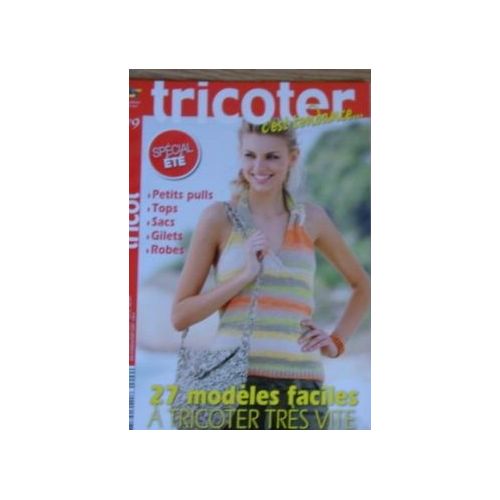 tricoter
c'est tendance...
SPÉCIAL
ÉTÉ
Petits pulls
Tops
Sacs
Gilets
Robes
tricot
27 modèles faciles
À TRICOTER TRÈS VITE